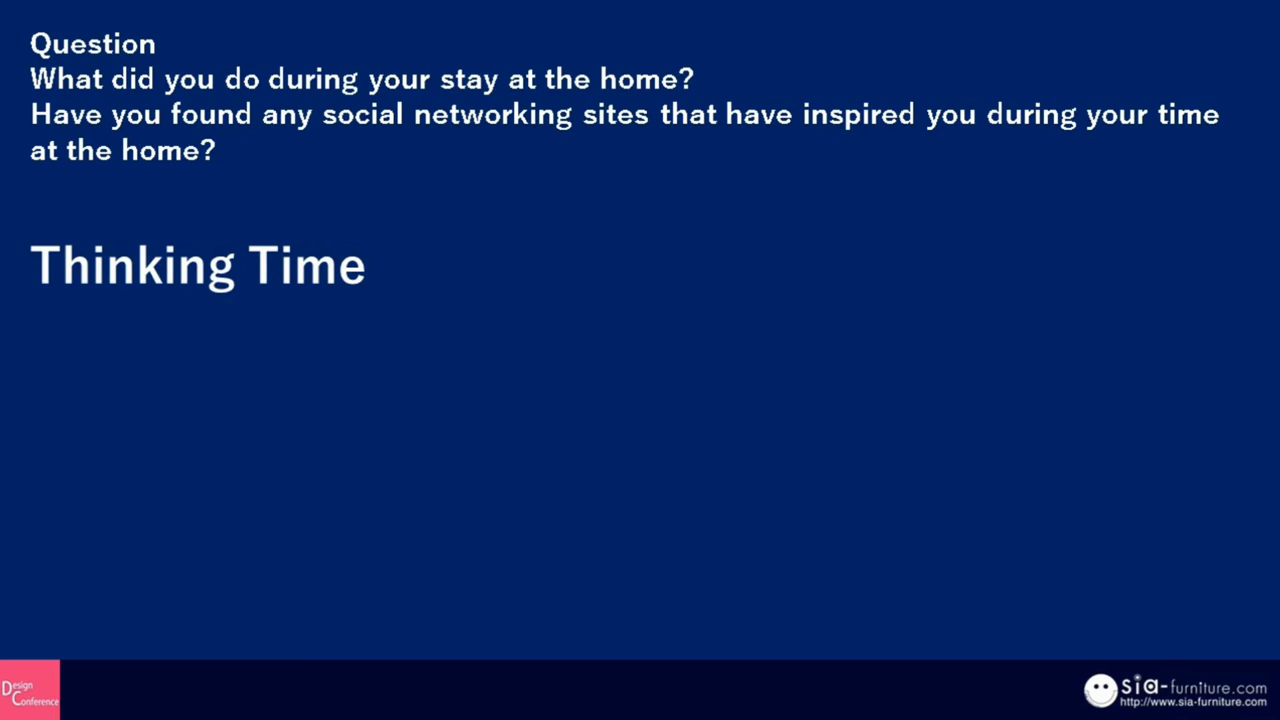 Question
What did you do during your stay at the home?
Have you found any social networking sites that have inspired you during your time
at the home?
Thinking Time
Design
Conference
sia-furniture.com
http://www.sia-furniture.com